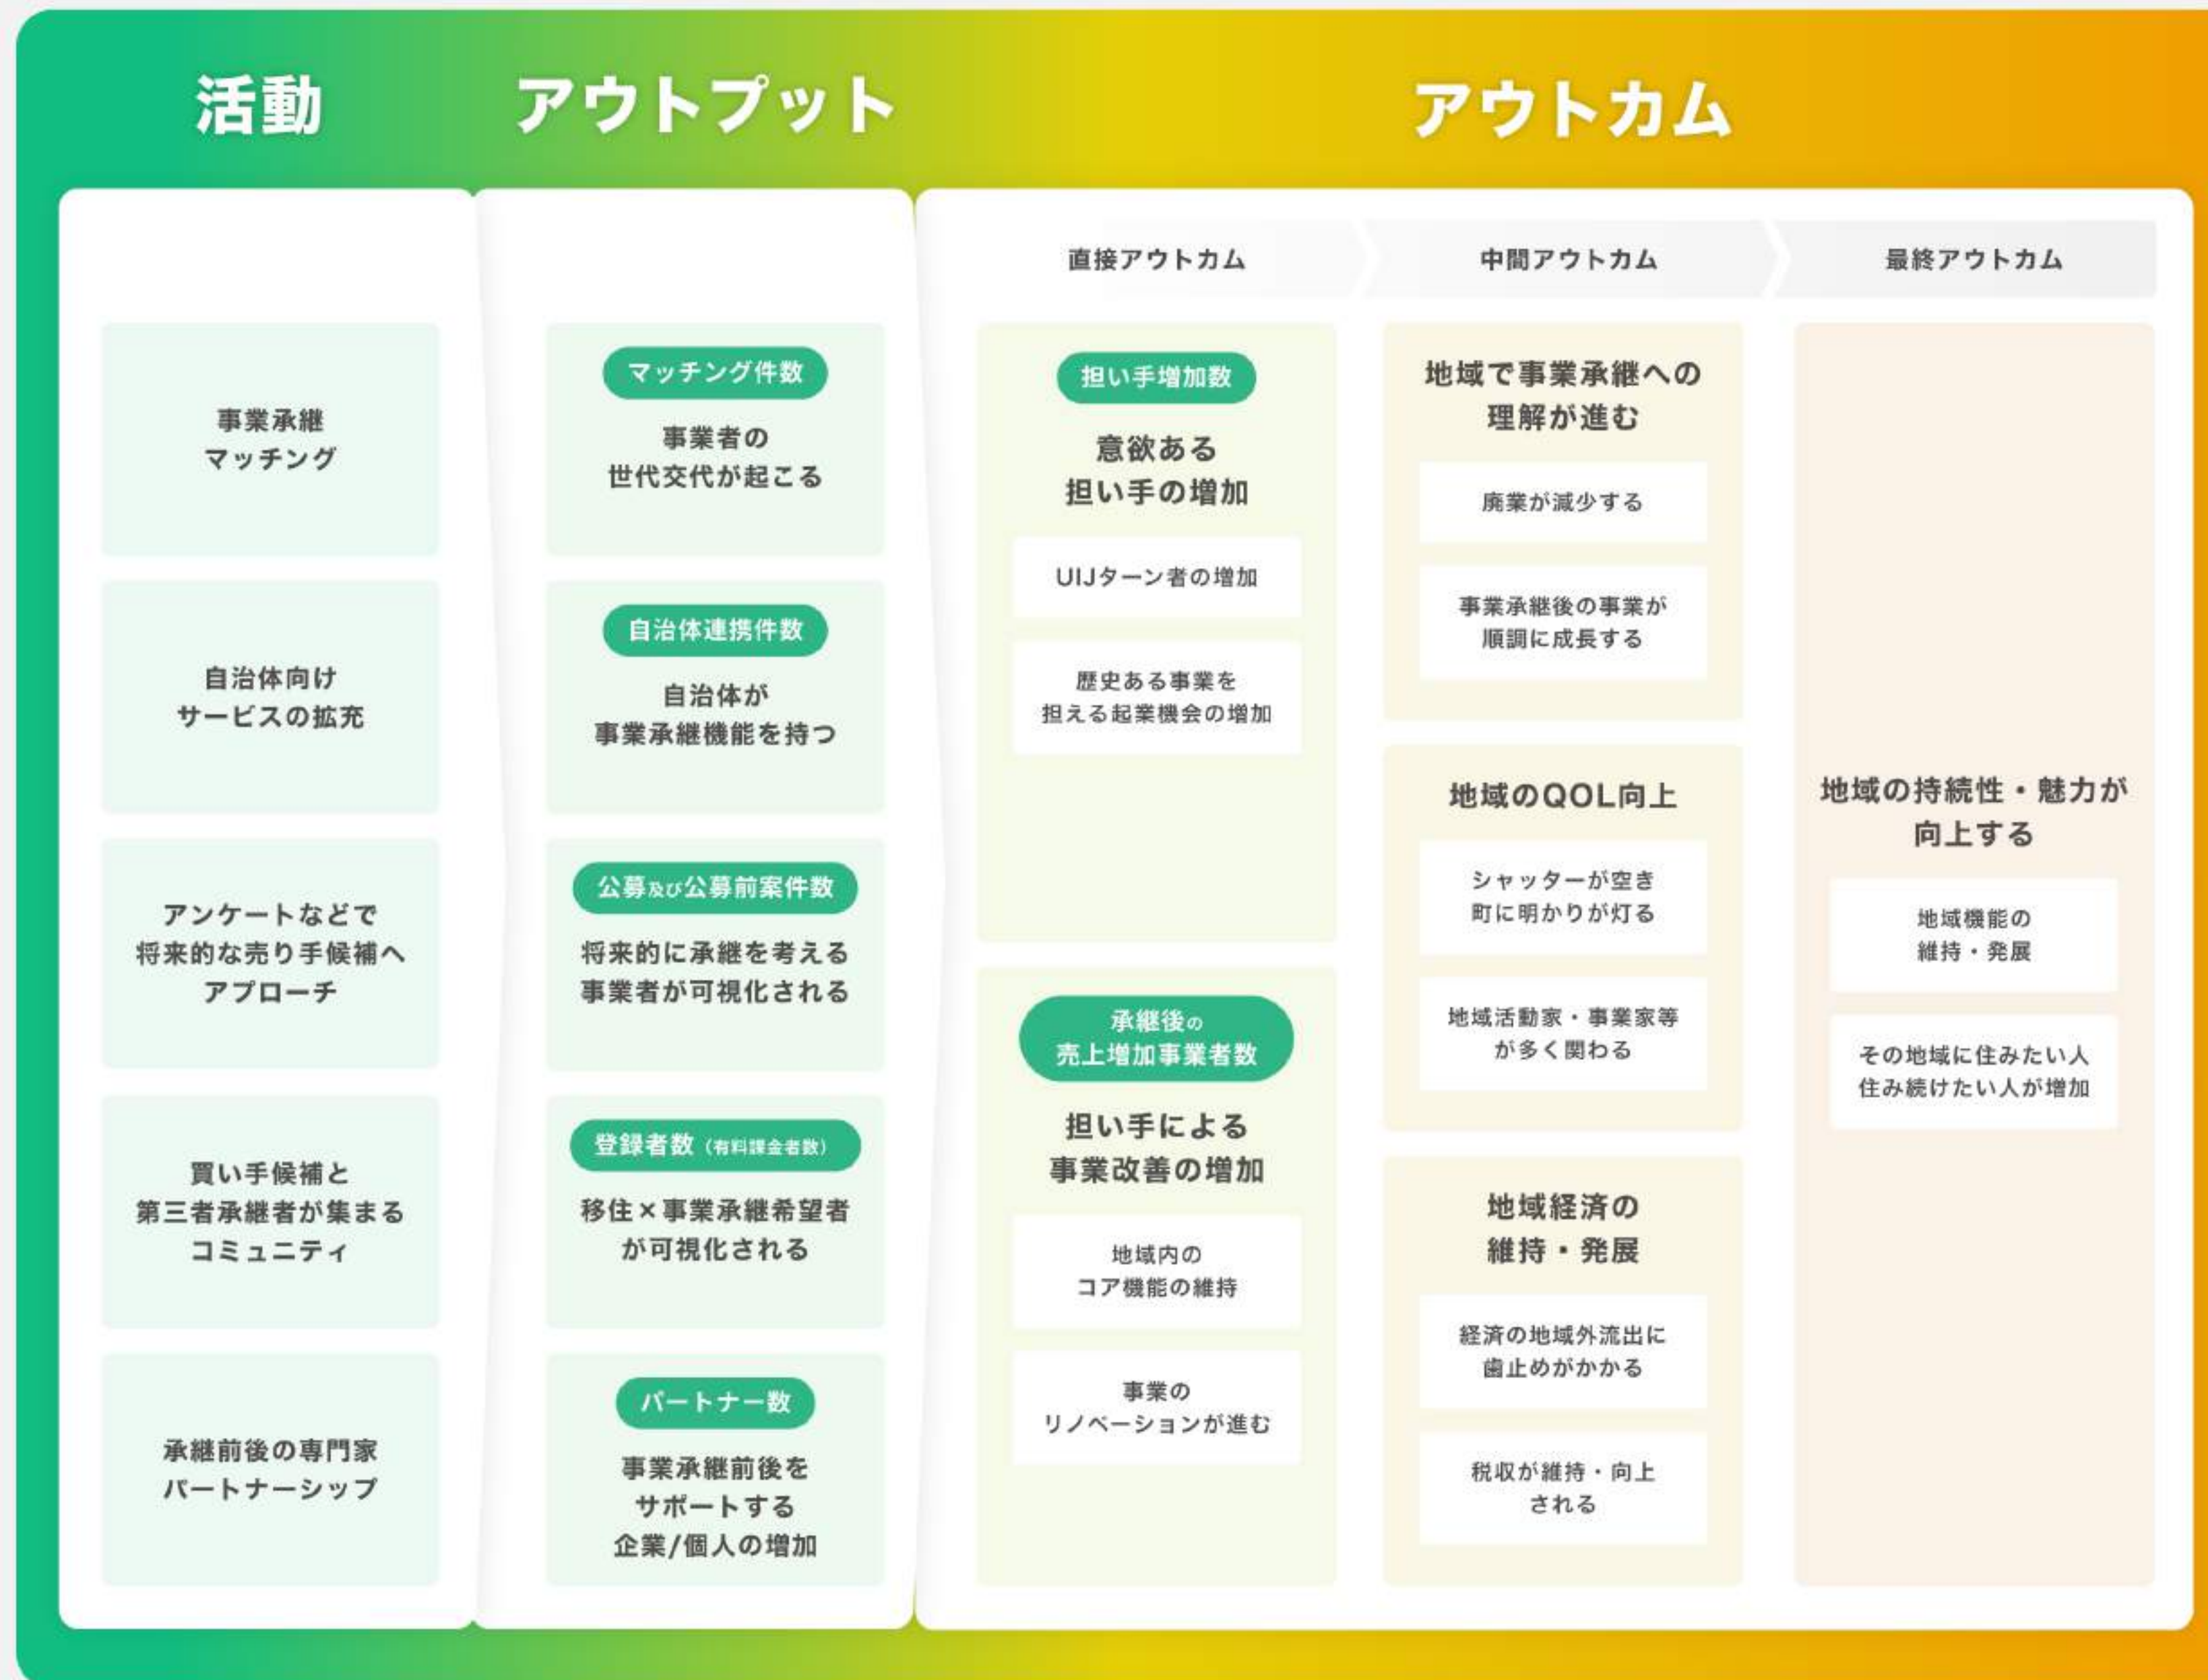 活動
アウトプット
アウトカム
事業承継
マッチング
自治体向け
サービスの拡充
アンケートなどで
将来的な売り手候補へ
アプローチ
買い手候補と
第三者承継者が集まる
コミュニティ
承継前後の専門家
パートナーシップ
マッチング件数
事業者の
世代交代が起こる
自治体連携件数
自治体が
事業承継機能を持つ
公募及び公募前案件数
将来的に承継を考える
事業者が可視化される
登録者数（有料課金者数）
移住×事業承継希望者
が可視化される
パートナー数
事業承継前後を
サポートする
企業/個人の増加
直接アウトカム
担い手増加数
意欲ある
担い手の増加
UIJターン者の増加
歴史ある事業を
担える起業機会の増加
承継後の
売上増加事業者数
担い手による
事業改善の増加
地域内の
コア機能の維持
事業の
リノベーションが進む
中間アウトカム
地域で事業承継への
理解が進む
廃業が減少する
事業承継後の事業が
順調に成長する
地域のQOL向上
シャッターが空き
町に明かりが灯る
地域活動家・事業家等
が多く関わる
地域経済の
維持・発展
経済の地域外流出に
歯止めがかかる
税収が維持・向上
される
最終アウトカム
地域の持続性・魅力が
向上する
地域機能の
維持・発展
その地域に住みたい人
住み続けたい人が増加